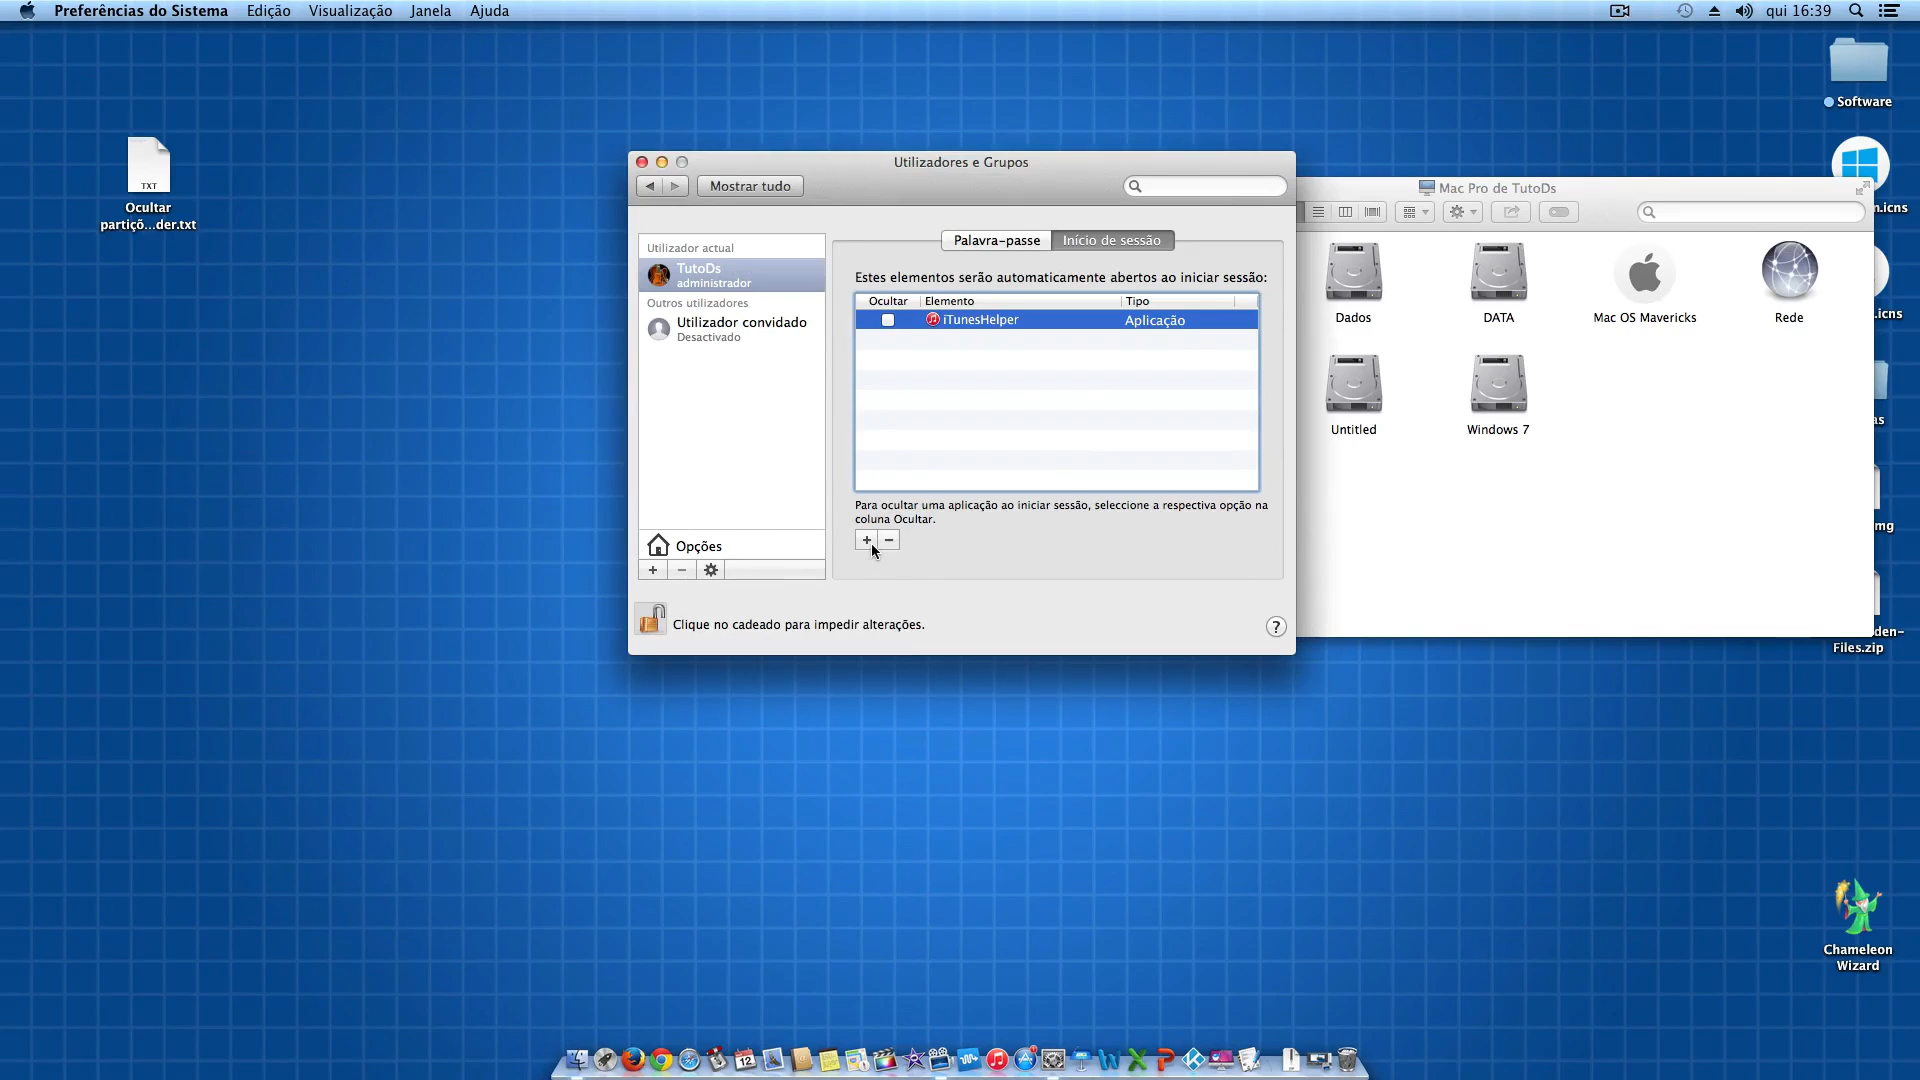 Preferências do Sistema Edição Visualização Janela Ajuda
qui 16:39
Software
TXT
Ocultar
partiçõ...der.txt
Utilizadores e Grupos
Mostrar tudo
Utilizador actual
TutoDs
administrador
Outros utilizadores
Utilizador convidado
Desactivado
Opções
Palavra-passe
Início de sessão
Estes elementos serão automaticamente abertos ao iniciar sessão:
Ocultar Elemento Tipo
iTunesHelper Aplicação
Para ocultar uma aplicação ao iniciar sessão, seleccione a respectiva opção na
coluna Ocultar.
Clique no cadeado para impedir alterações.
?
Mac Pro de TutoDs
Dados
DATA
Mac OS Mavericks
Rede
Untitled
Windows 7
n.icns
.icns
as
mg
den-
Files.zip
Chameleon
Wizard
12